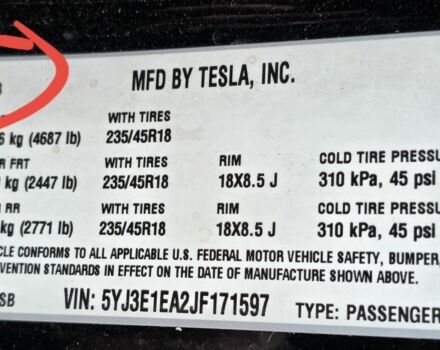 MFD BY TESLA, INC.
WITH TIRES
kg (4687 lb) 235/45R18
FRT WITH TIRES RIM COLD TIRE PRESSU
kg (2447 lb) 235/45R18 18X8.5 J 310 kPa, 45 psi
RR WITH TIRES RIM COLD TIRE PRESSU
kg (2771 lb) 235/45R18 18X8.5 J 310 kPa, 45 psi
CLE CONFORMS TO ALL APPLICABLE U.S. FEDERAL MOTOR VEHICLE SAFETY, BUMPER,
VENTION STANDARDS IN EFFECT ON THE DATE OF MANUFACTURE SHOWN ABOVE.
SB VIN: 5YJ3E1EA2JF171597 TYPE: PASSENGER